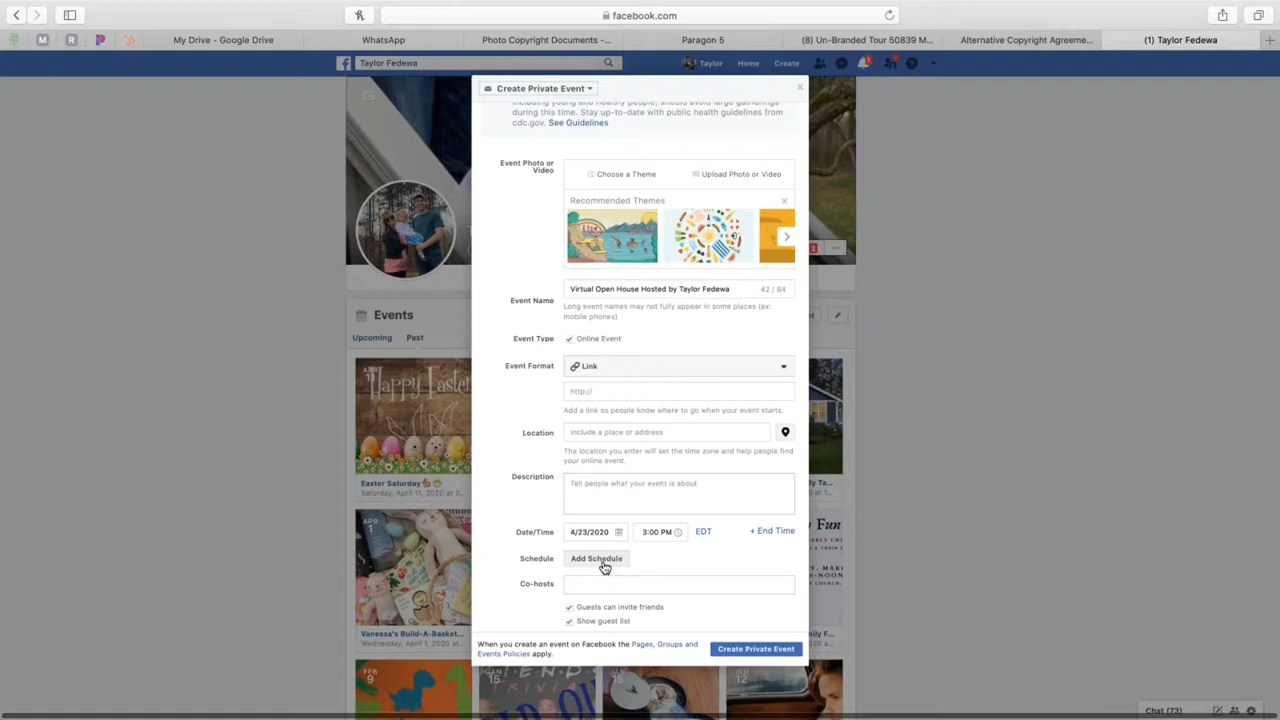 facebook.com
My Drive - Google Drive
WhatsApp
Photo Copyright Documents -...
Paragon 5
(8) Un-Branded Tour 50839 M...
Alternative Copyright Agreeme...
(1) Taylor Fedewa
Taylor Fedewa
Taylor
Home
Create
Create Private Event
including young and healthy people, should avoid large gatherings
during this time. Stay up-to-date with public health guidelines from
cdc.gov. See Guidelines
Event Photo or
Video
Choose a Theme
Upload Photo or Video
Recommended Themes
Event Name
Virtual Open House Hosted by Taylor Fedewa
42 / 64
Long event names may not fully appear in some places (ex:
mobile phones)
Event Type
Online Event
Event Format
Link
http://
Add a link so people know where to go when your event starts.
Location
Include a place or address
The location you enter will set the time zone and help people find
your online event.
Description
Tell people what your event is about
Date/Time
4/23/2020
3:00 PM
EDT
+ End Time
Schedule
Add Schedule
Co-hosts
Guests can invite friends
Show guest list
When you create an event on Facebook the Pages, Groups and
Events Policies apply.
Create Private Event
Events
Upcoming
Past
Happy Easter
Easter Saturday
Saturday, April 11, 2020 at 2...
APR
1
Vanessa's Build-A-Basket...
Wednesday, April 1, 2020 at...
FEB
9
15
15
JAN
12
Chat (73)